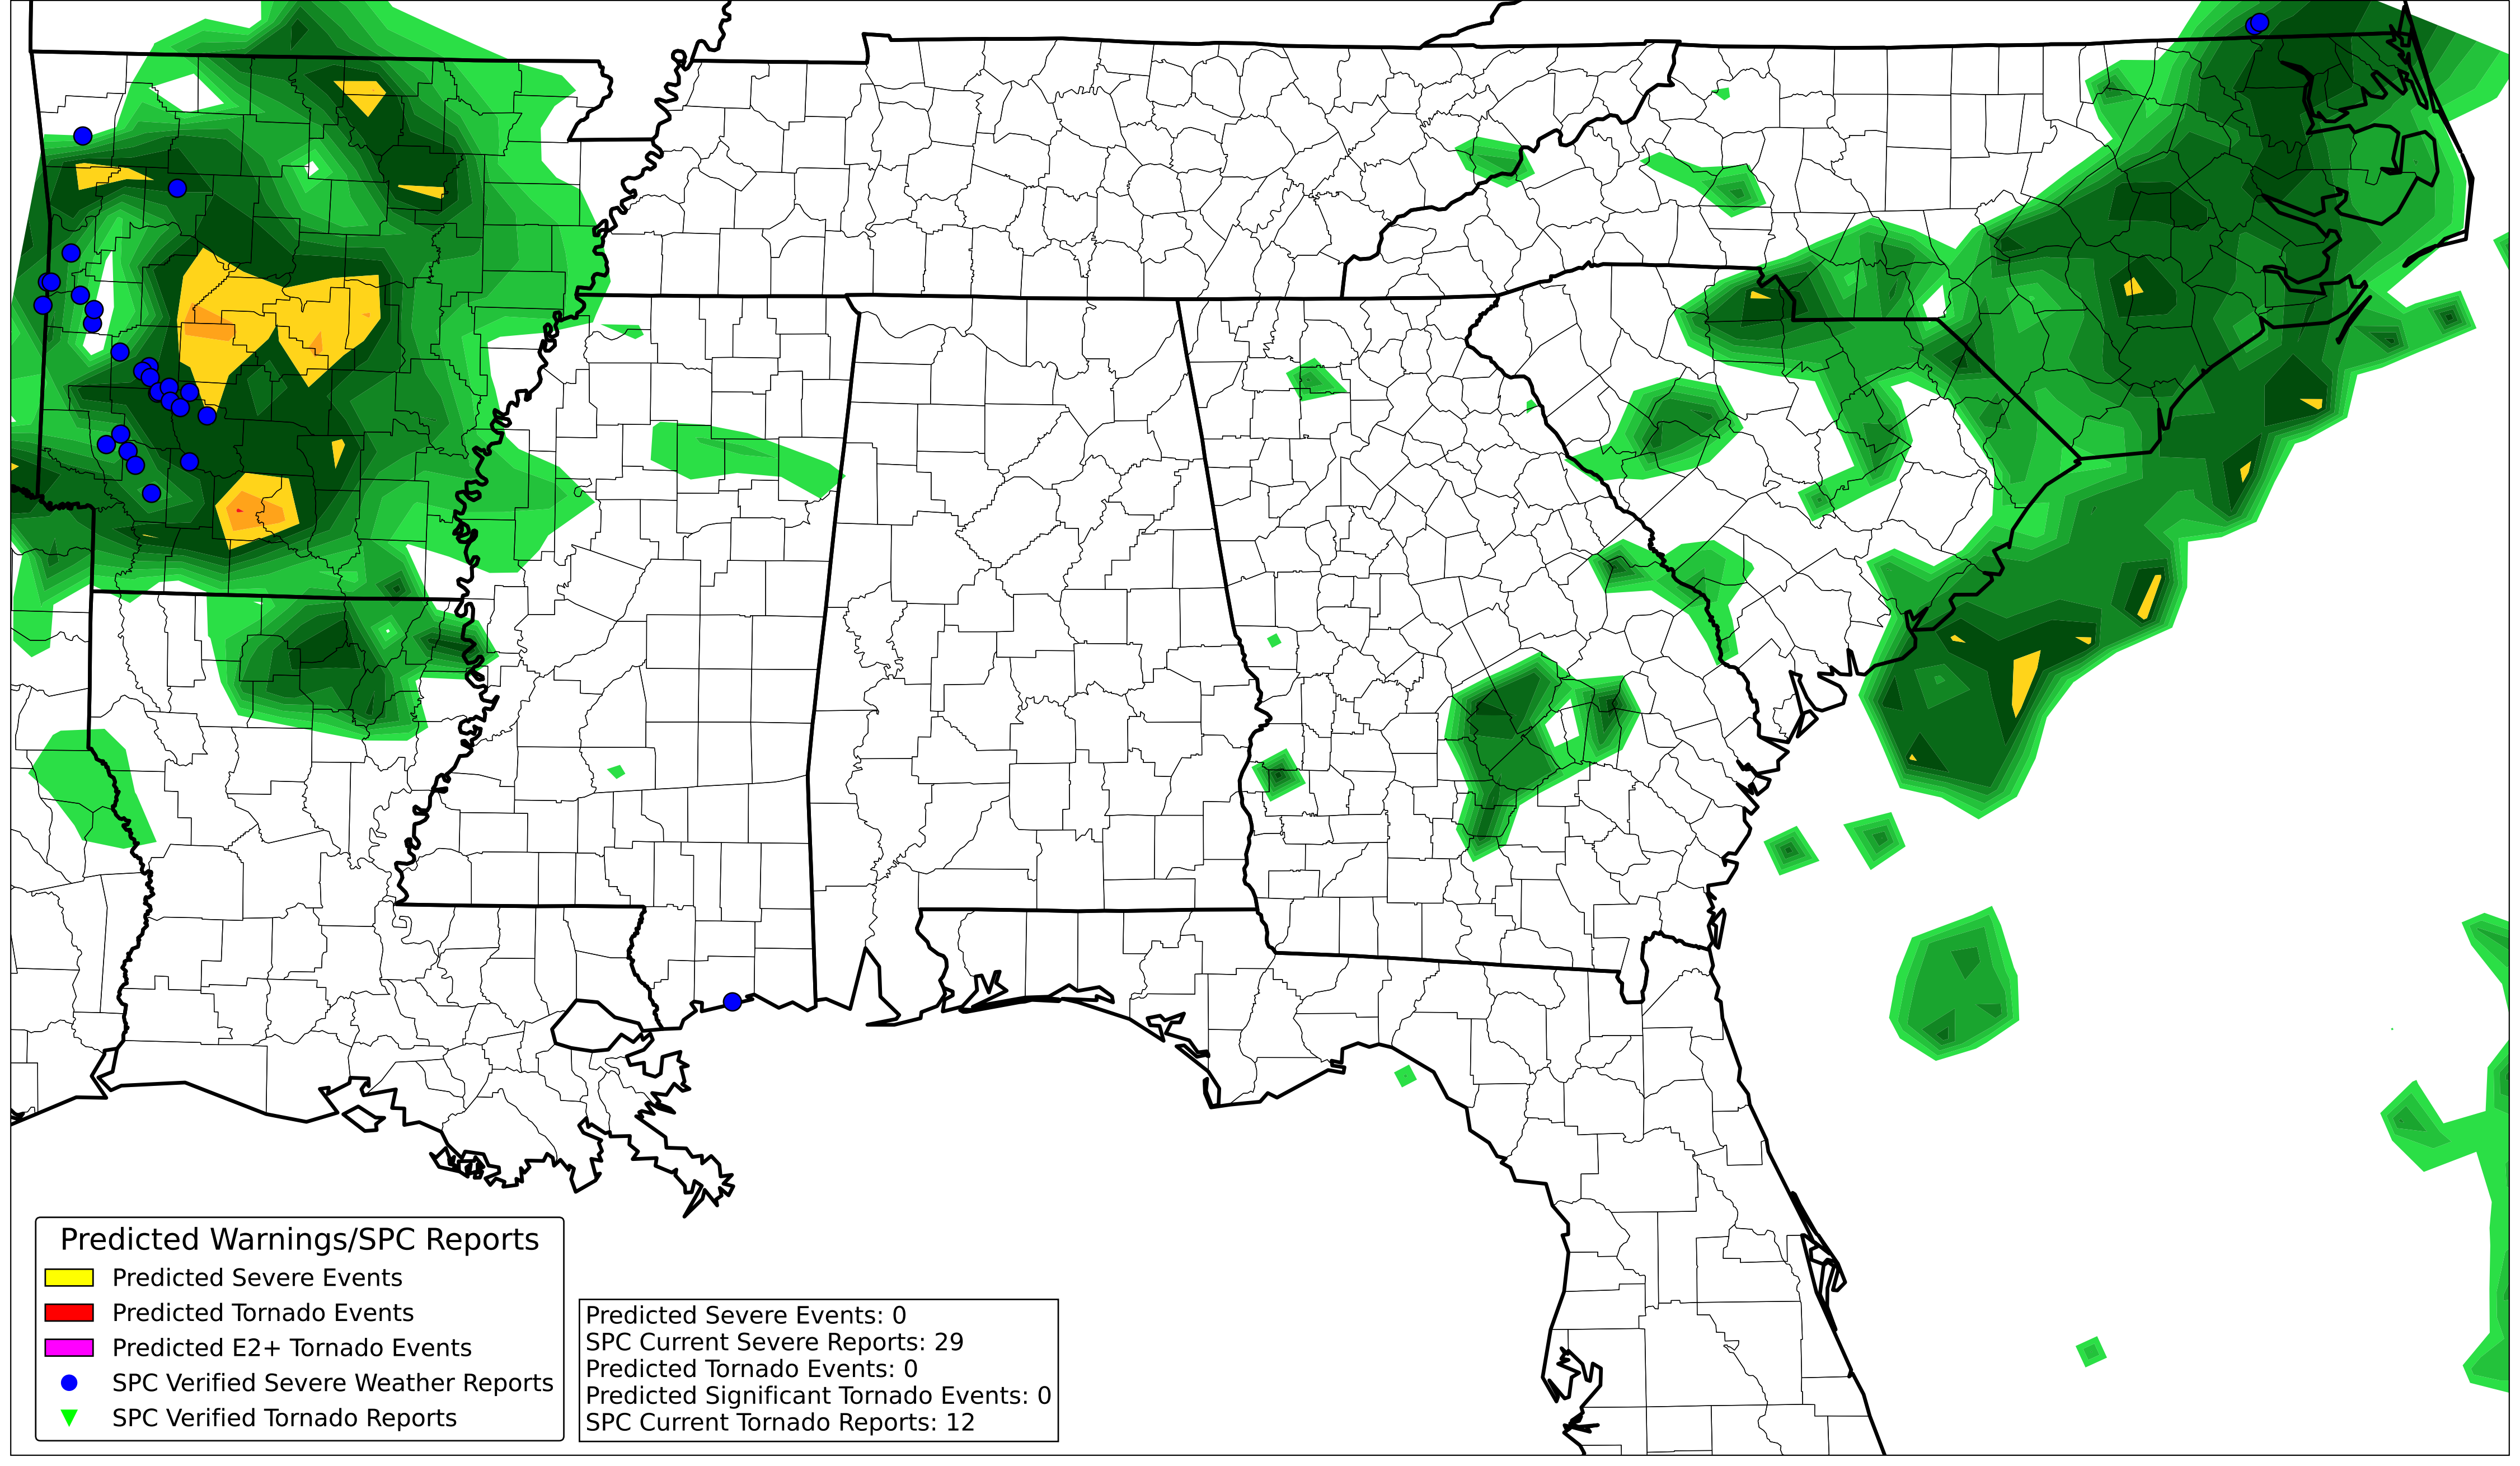 Predicted Warnings/SPC Reports
Predicted Severe Events
Predicted Tornado Events
Predicted E2+ Tornado Events
SPC Verified Severe Weather Reports
SPC Verified Tornado Reports
Predicted Severe Events: 0
SPC Current Severe Reports: 29
Predicted Tornado Events: 0
Predicted Significant Tornado Events: 0
SPC Current Tornado Reports: 12